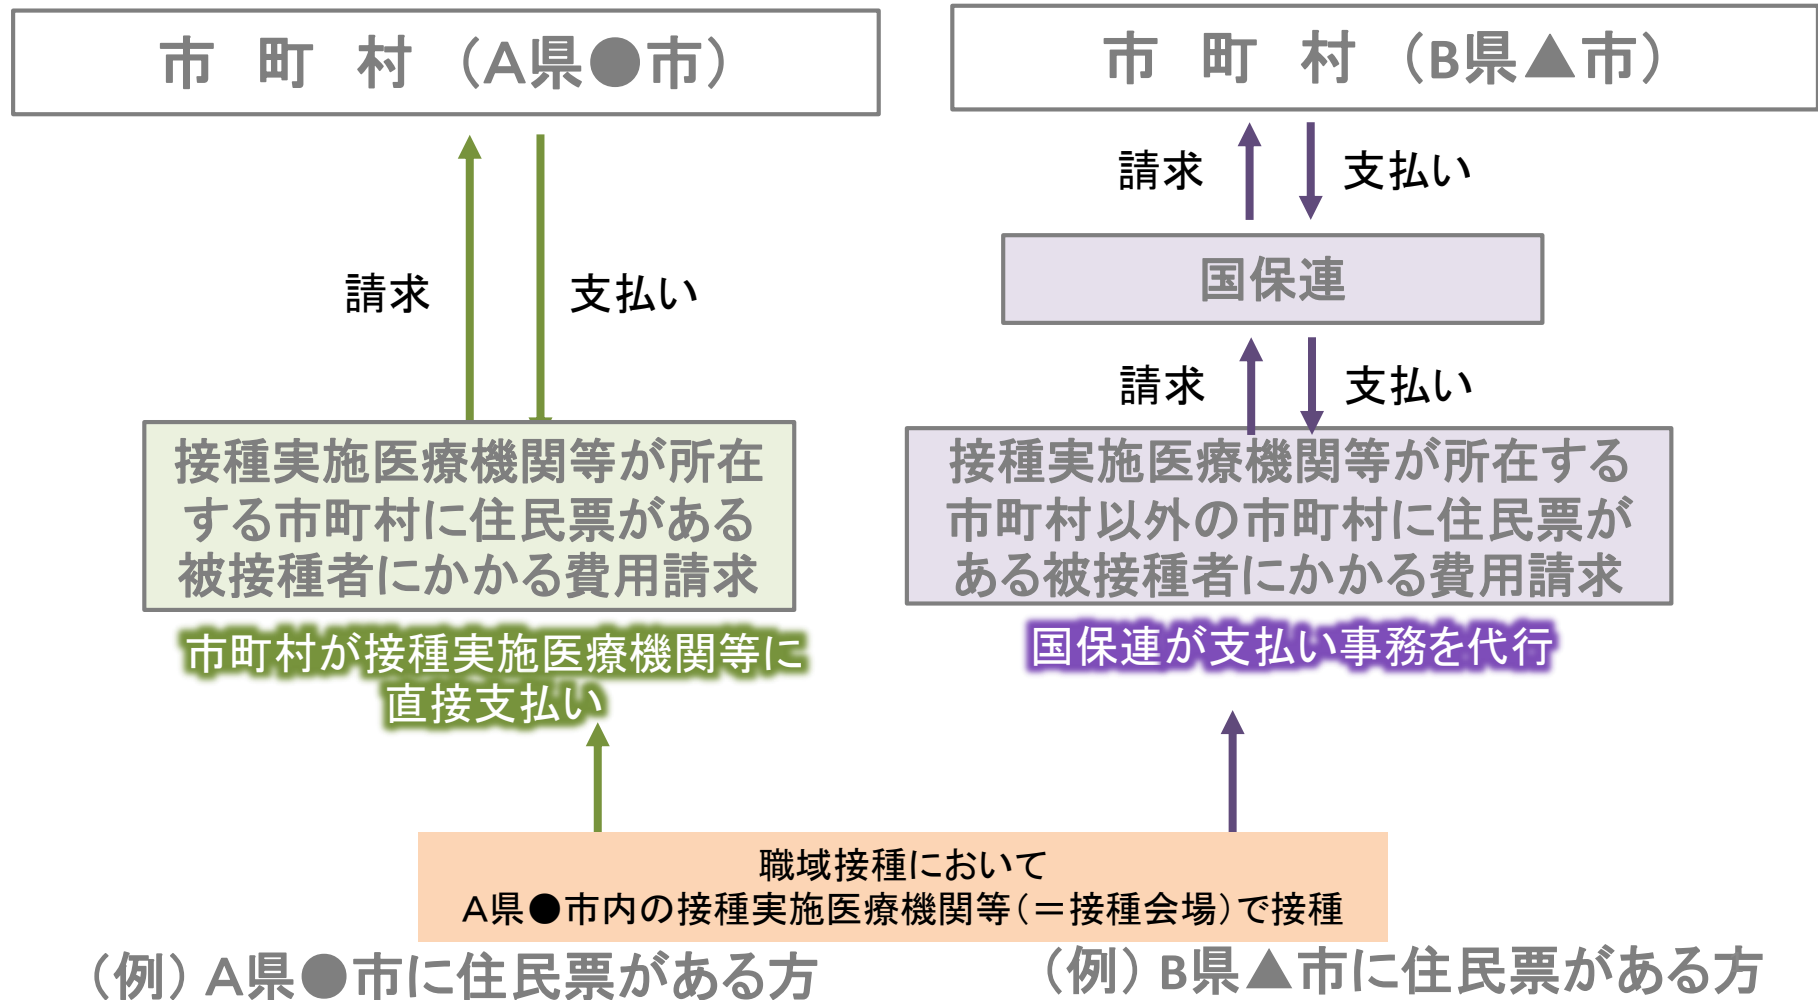 市 町 村 （A県●市）
請求
支払い
接種実施医療機関等が所在
する市町村に住民票がある
被接種者にかかる費用請求
市町村が接種実施医療機関等に
直接支払い
市 町 村 （B県▲市）
請求
支払い
国保連
請求
支払い
接種実施医療機関等が所在する
市町村以外の市町村に住民票が
ある被接種者にかかる費用請求
国保連が支払い事務を代行
職域接種において
A県●市内の接種実施医療機関等（＝接種会場）で接種
（例）A県●市に住民票がある方
（例）B県▲市に住民票がある方